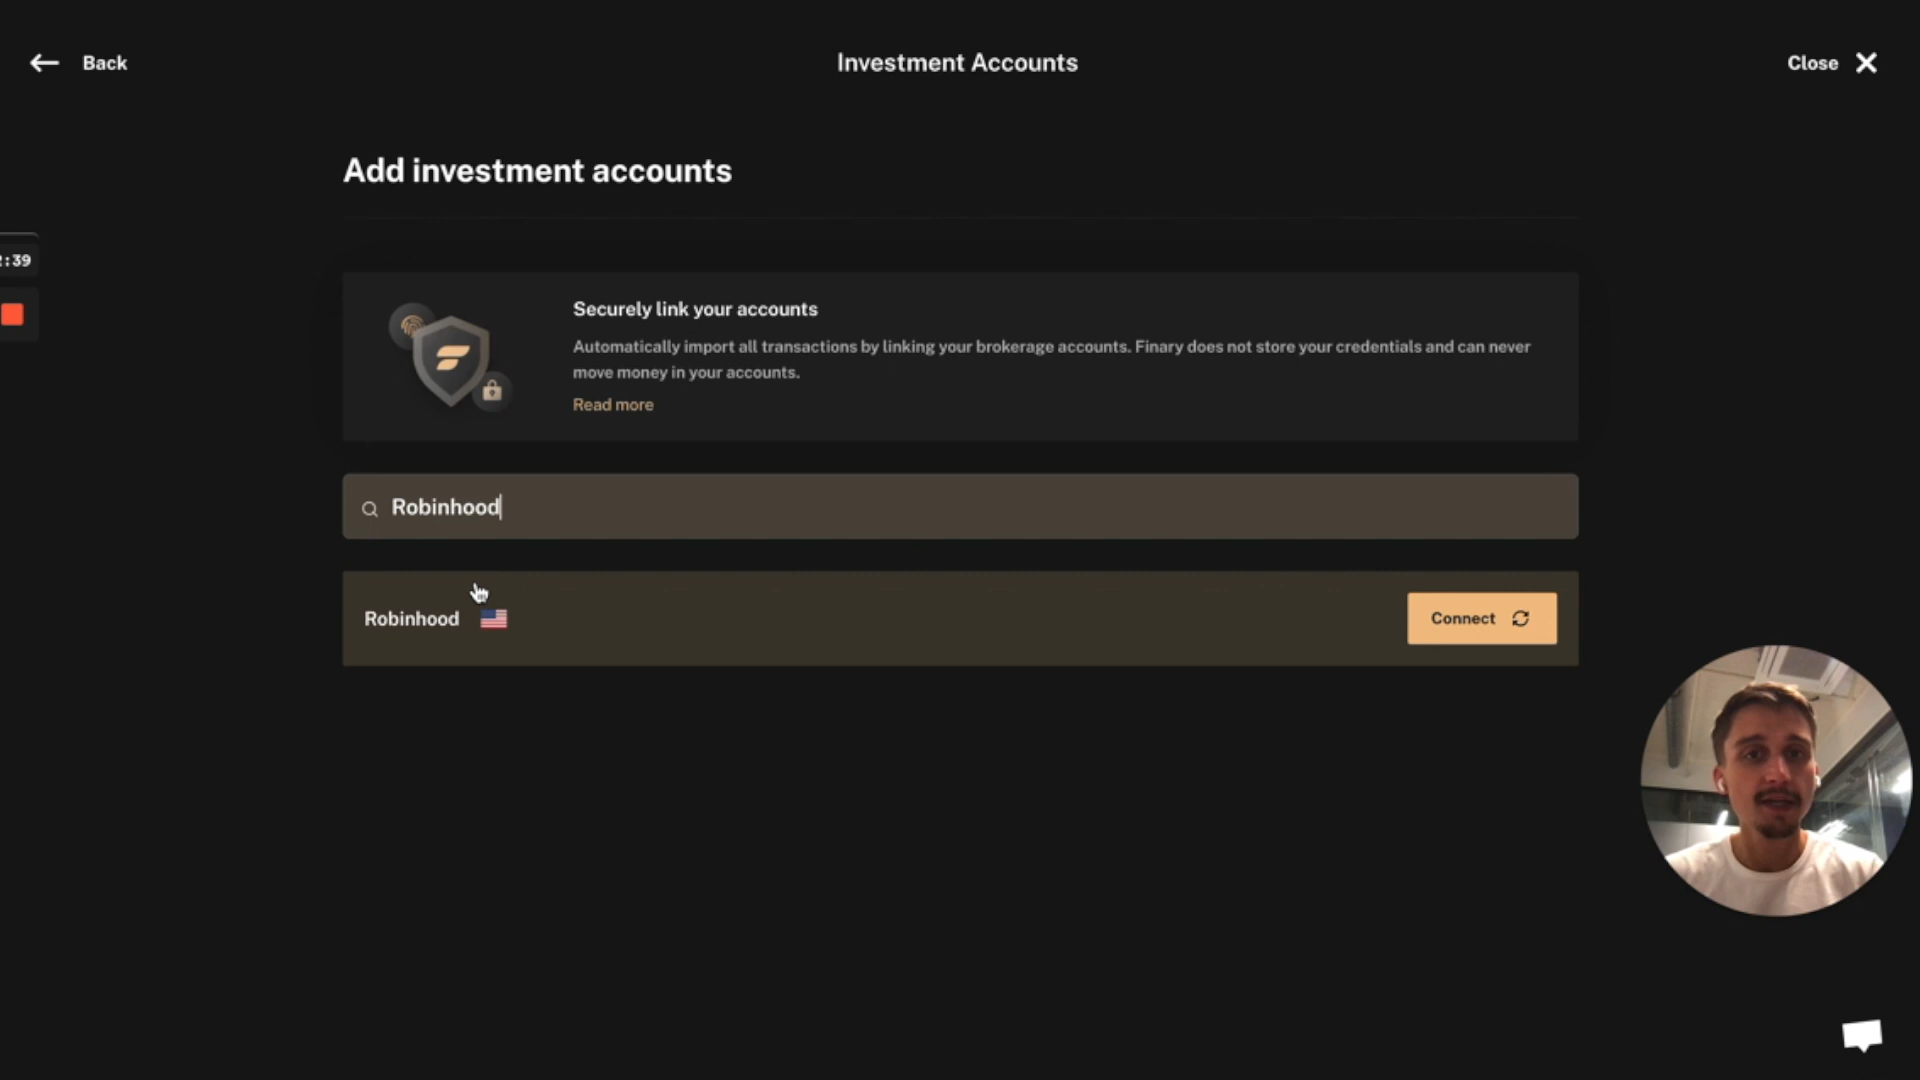 Back
Investment Accounts
Close
Add investment accounts
:39
Securely link your accounts
Automatically import all transactions by linking your brokerage accounts. Finary does not store your credentials and can never
move money in your accounts.
Read more
Robinhood
Robinhood
Connect